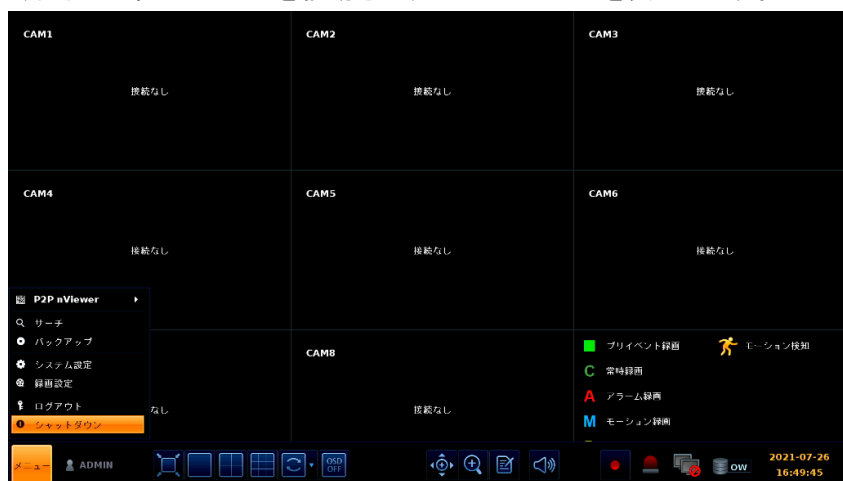 CAM1
CAM2
CAM3
接続なし
接続なし
接続なし
CAM4
CAM5
CAM6
接続なし
接続なし
接続なし
P2P nViewer
サーチ
バックアップ
システム設定
録画設定
ログアウト
シャットダウン
なし
CAM8
接続なし
プリイベント録画
モーション検知
C 常時録画
A アラーム録画
M モーション録画
メニュー
ADMIN
OSD
OFF
OW
2021-07-26
16:49:45